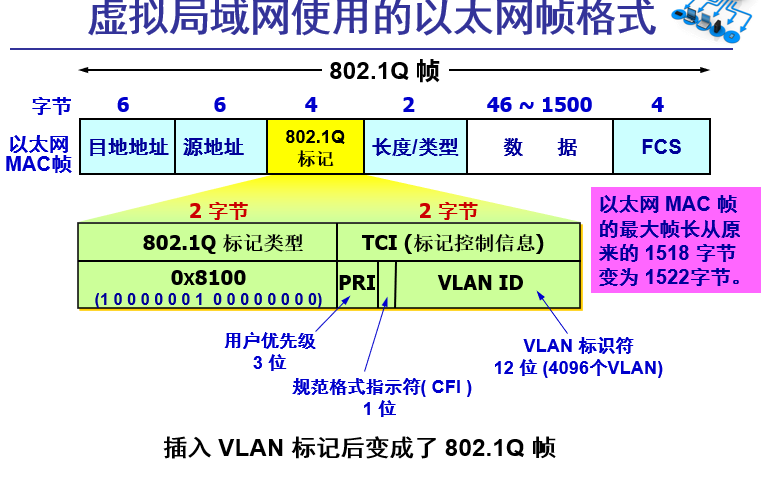 虚拟局域网使用的以太网帧格式
802.1Q 帧
字节 6 6 4 2 46 ~ 1500 4
以太网
MAC帧
目地地址 源地址 802.1Q
标记 长度/类型 数 据 FCS
2 字节 2 字节
802.1Q 标记类型 TCI (标记控制信息)
0X8100
(1 0 0 0 0 0 0 1 0 0 0 0 0 0 0 0)
PRI VLAN ID
以太网 MAC 帧
的最大帧长从原
来的 1518 字节
变为 1522字节。
用户优先级
3 位
规范格式指示符( CFI )
1 位
VLAN 标识符
12 位 (4096个VLAN)
插入 VLAN 标记后变成了 802.1Q 帧